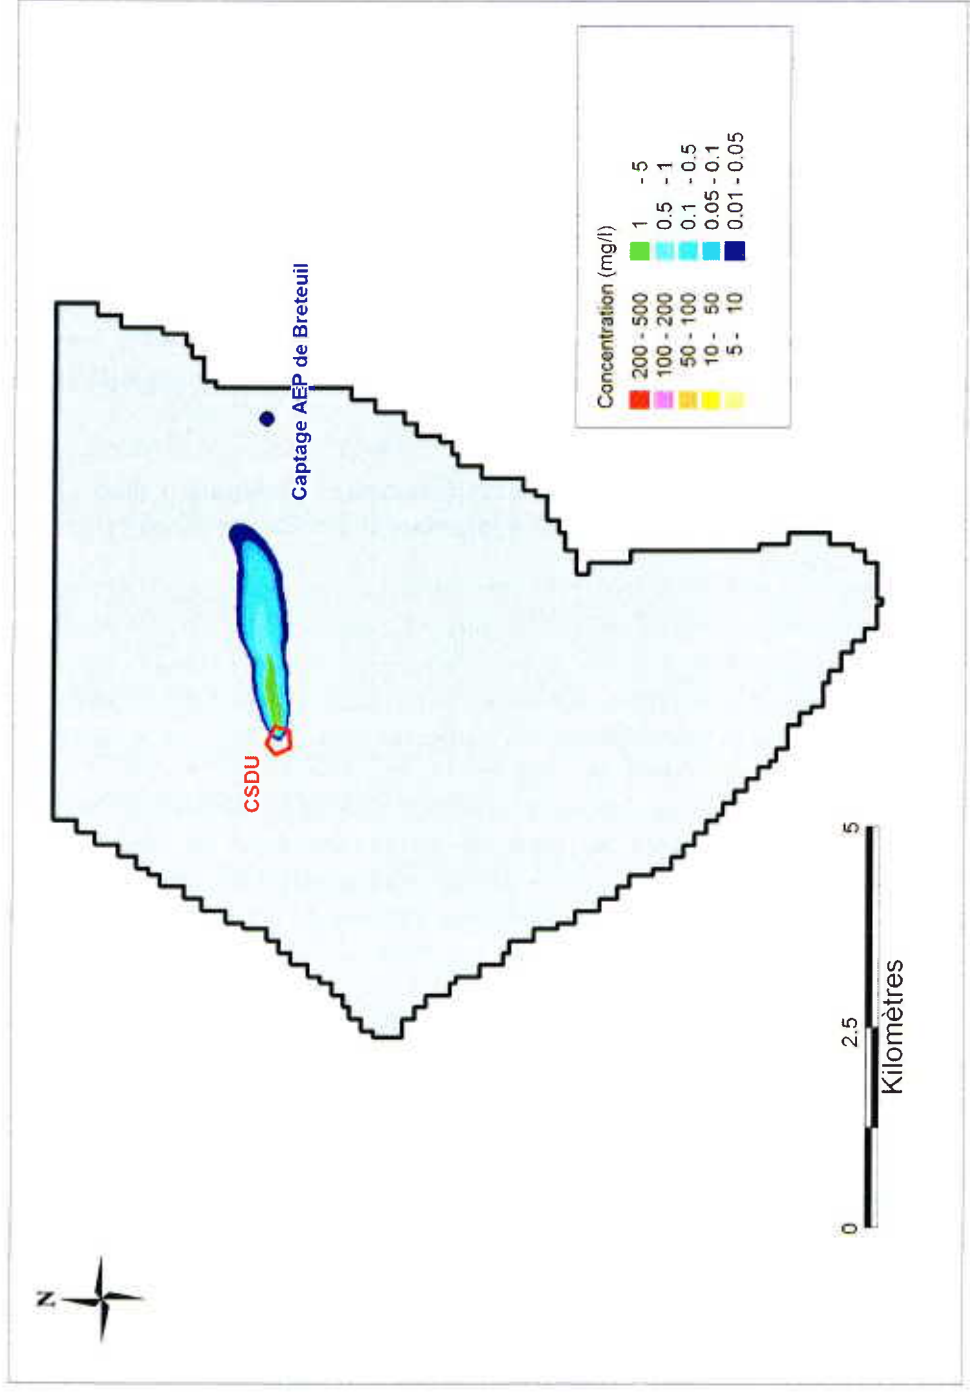 N
CSDU
Captage AEP de Breteuil
Concentration (mg/l)
200 - 500
100 - 200
50 - 100
10 - 50
5 - 10
1 - 5
0.5 - 1
0.1 - 0.5
0.05 - 0.1
0.01 - 0.05
0 2.5 5
Kilomètres